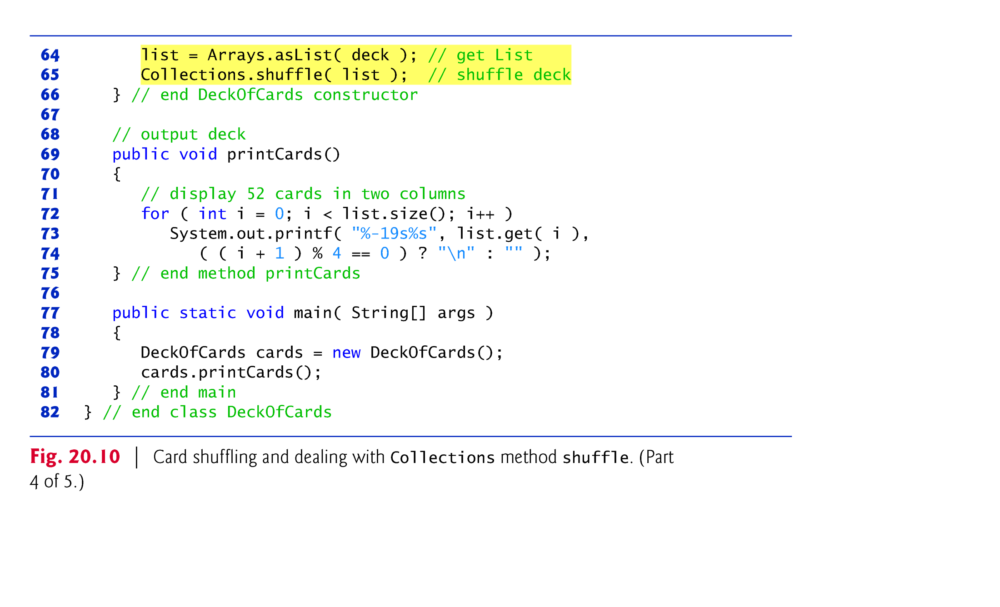 64 list = Arrays.asList( deck ); // get List
65 Collections.shuffle( list );  // shuffle deck
66 } // end DeckOfCards constructor
67
68 // output deck
69 public void printCards()
70 {
71 // display 52 cards in two columns
72 for ( int i = 0; i < list.size(); i++ )
73 System.out.printf( "%-19s%s", list.get( i ),
74 ( ( i + 1 ) % 4 == 0 ) ? "\n" : "" );
75 } // end method printCards
76
77 public static void main( String[] args )
78 {
79 DeckOfCards cards = new DeckOfCards();
80 cards.printCards();
81 } // end main
82 } // end class DeckOfCards
Fig. 20.10 | Card shuffling and dealing with Collections method shuffle. (Part
4 of 5.)